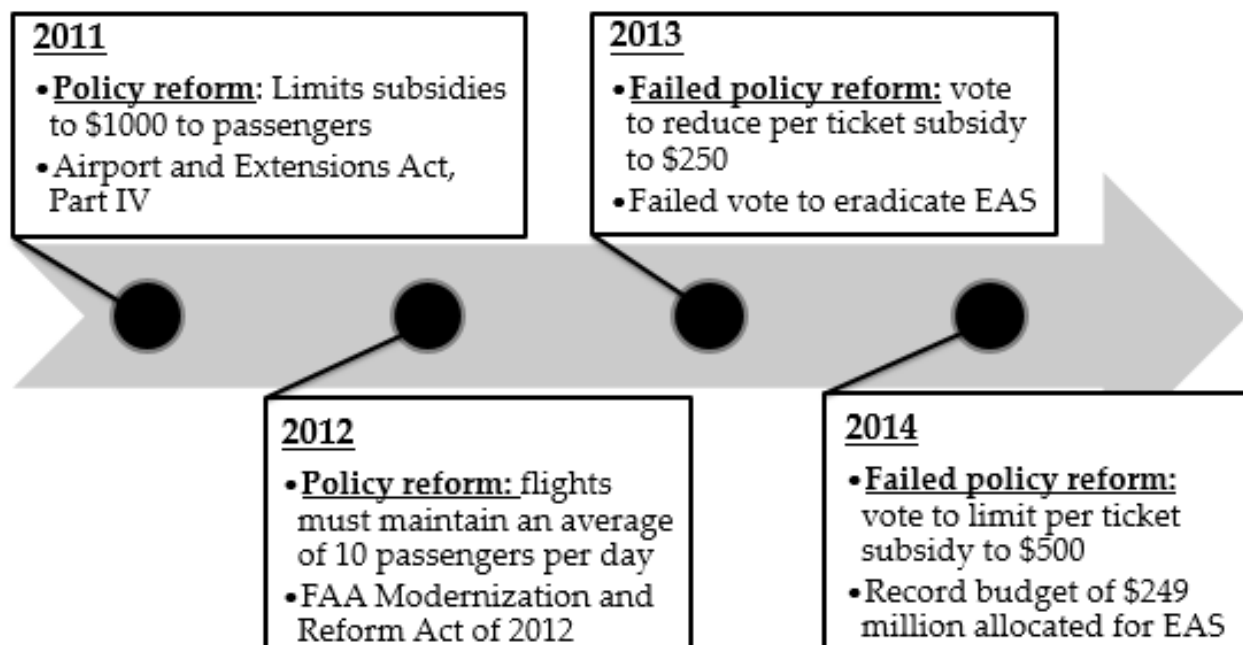 2011
•Policy reform: Limits subsidies
to $1000 to passengers
•Airport and Extensions Act,
Part IV
2012
•Policy reform: flights
must maintain an average
of 10 passengers per day
•FAA Modernization and
Reform Act of 2012
2013
•Failed policy reform: vote
to reduce per ticket subsidy
to $250
•Failed vote to eradicate EAS
2014
•Failed policy reform:
vote to limit per ticket
subsidy to $500
•Record budget of $249
million allocated for EAS